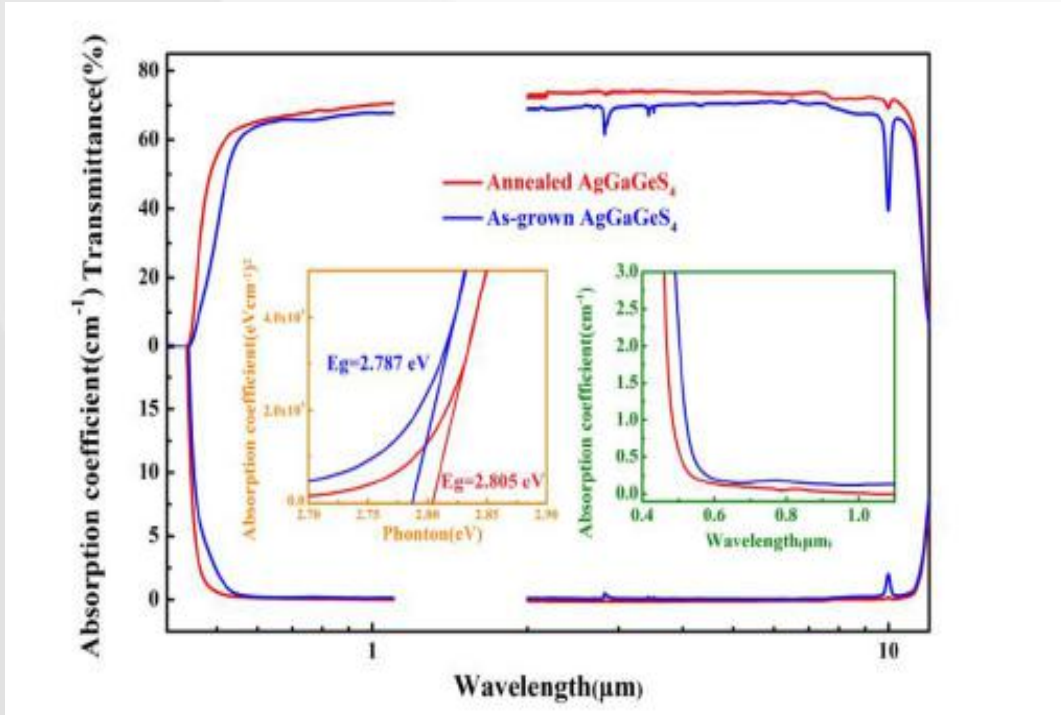 Absorption coefficient(cm⁻¹) Transmittance(%)
80
60
40
20
0
15
10
5
0
Annealed AgGaGeS₄
As-grown AgGaGeS₄
Absorption coefficient(eVcm⁻¹)²
2.0x10³
0.0
Eg=2.787 eV
Eg=2.805 eV
2.70 2.75 2.80 2.85 2.90
Phonton(eV)
Absorption coefficient(cm⁻¹)
3.0
2.5
2.0
1.5
1.0
0.5
0.0
0.4 0.6 0.8 1.0
Wavelength(μm)
1 10
Wavelength(μm)